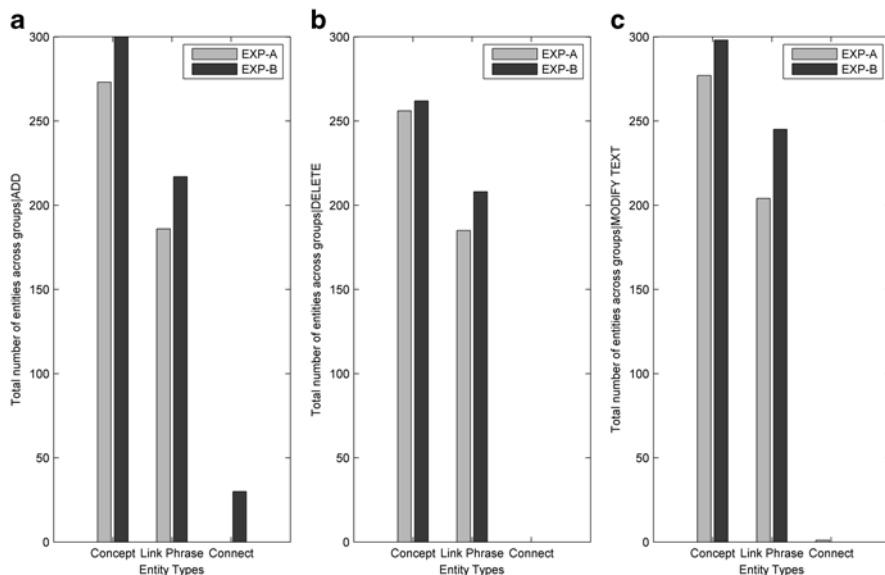 a
Total number of entities across groups|ADD
300
250
200
150
100
50
0
EXP-A
EXP-B
Concept Link Phrase Connect
Entity Types
b
Total number of entities across groups|DELETE
300
250
200
150
100
50
0
EXP-A
EXP-B
Concept Link Phrase Connect
Entity Types
c
Total number of entities across groups|MODIFY TEXT
300
250
200
150
100
50
0
EXP-A
EXP-B
Concept Link Phrase Connect
Entity Types